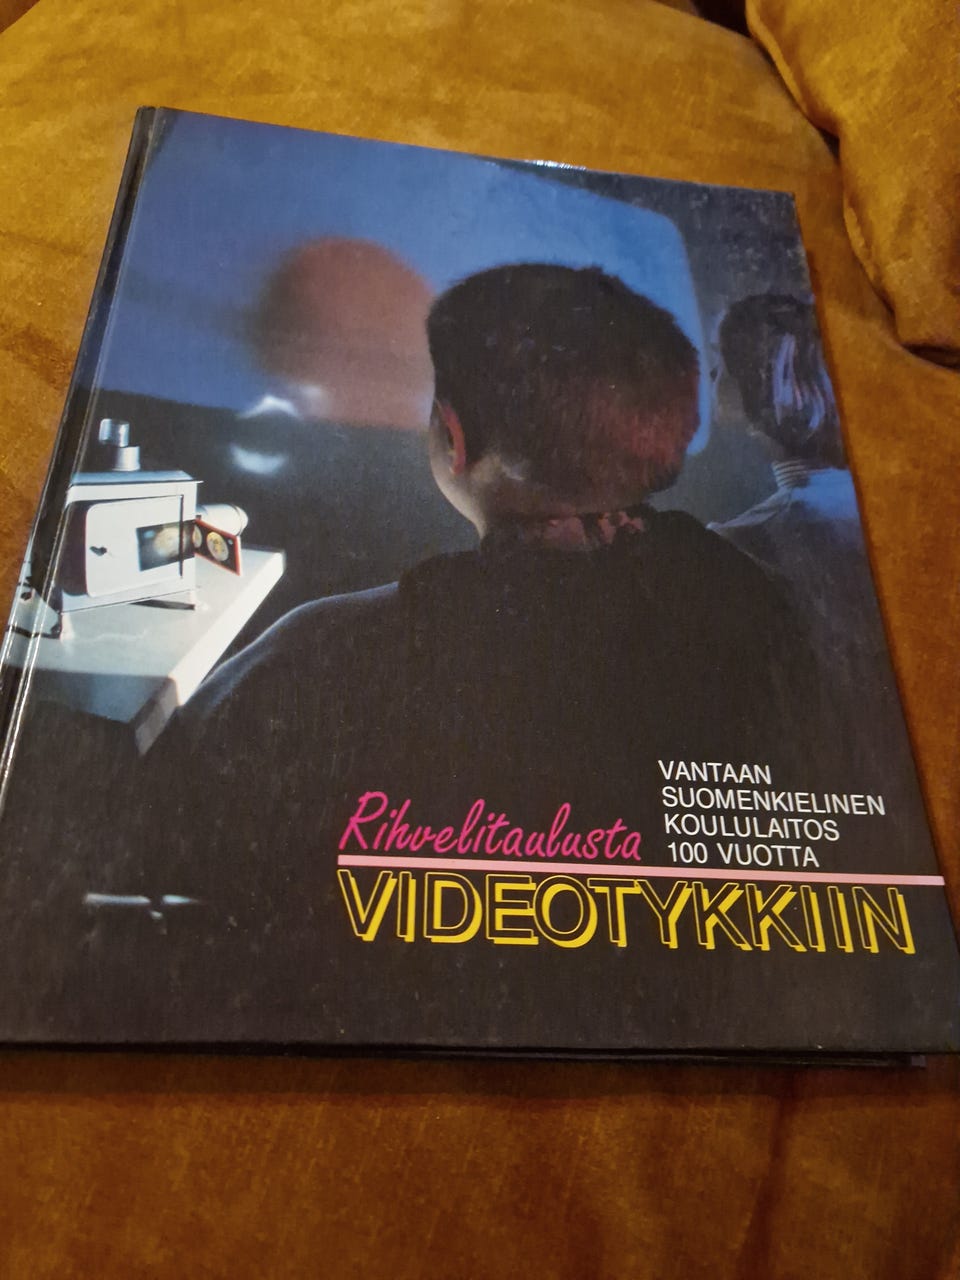 VANTAAN
SUOMENKIELINEN
KOULULAITOS
100 VUOTTA
Rihvelitaulusta
VIDEOTYKKIIN